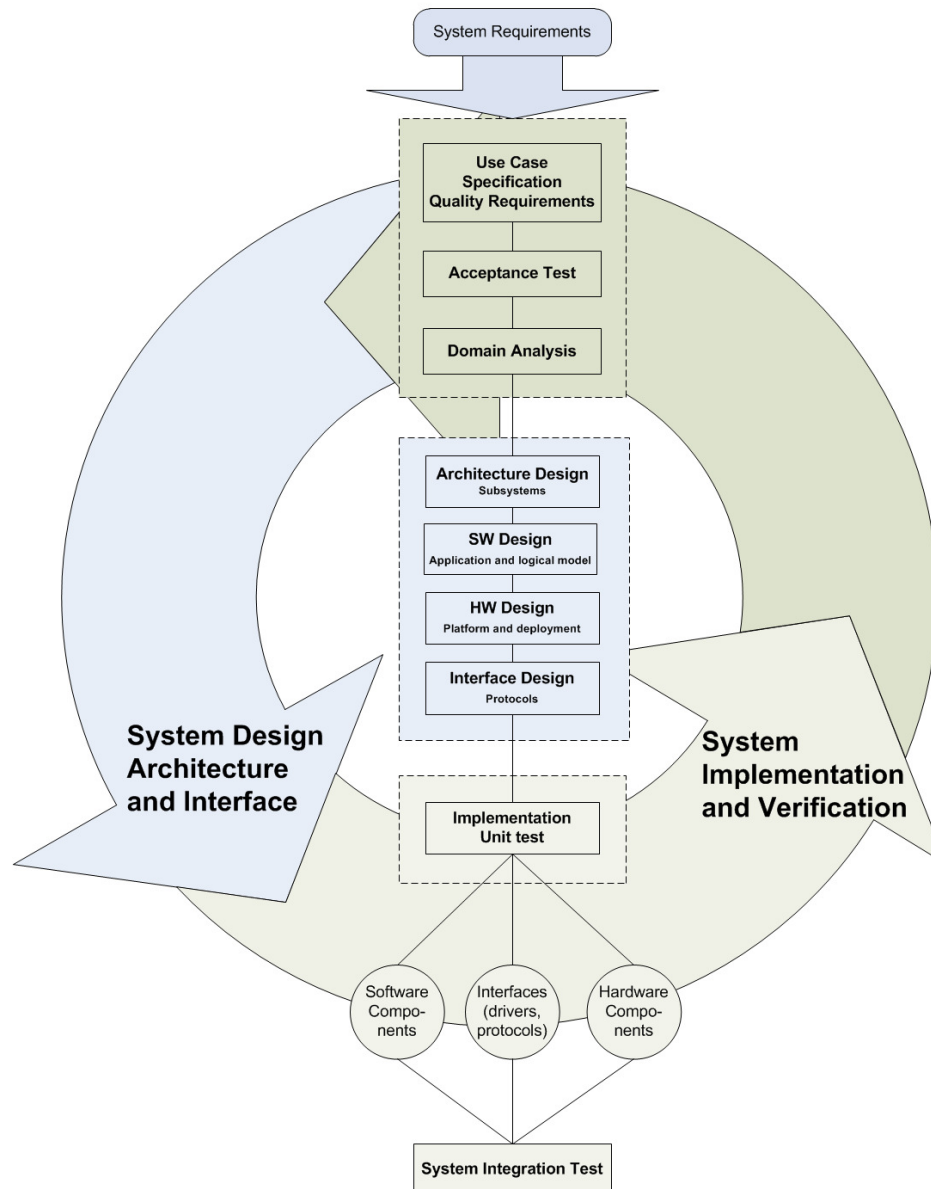 System Requirements
Use Case
Specification
Quality Requirements
Acceptance Test
Domain Analysis
Architecture Design
Subsystems
SW Design
Application and logical model
HW Design
Platform and deployment
Interface Design
Protocols
System Design
Architecture
and Interface
System
Implementation
and Verification
Implementation
Unit test
Software
Compo-
nents
Interfaces
(drivers,
protocols)
Hardware
Compo-
nents
System Integration Test